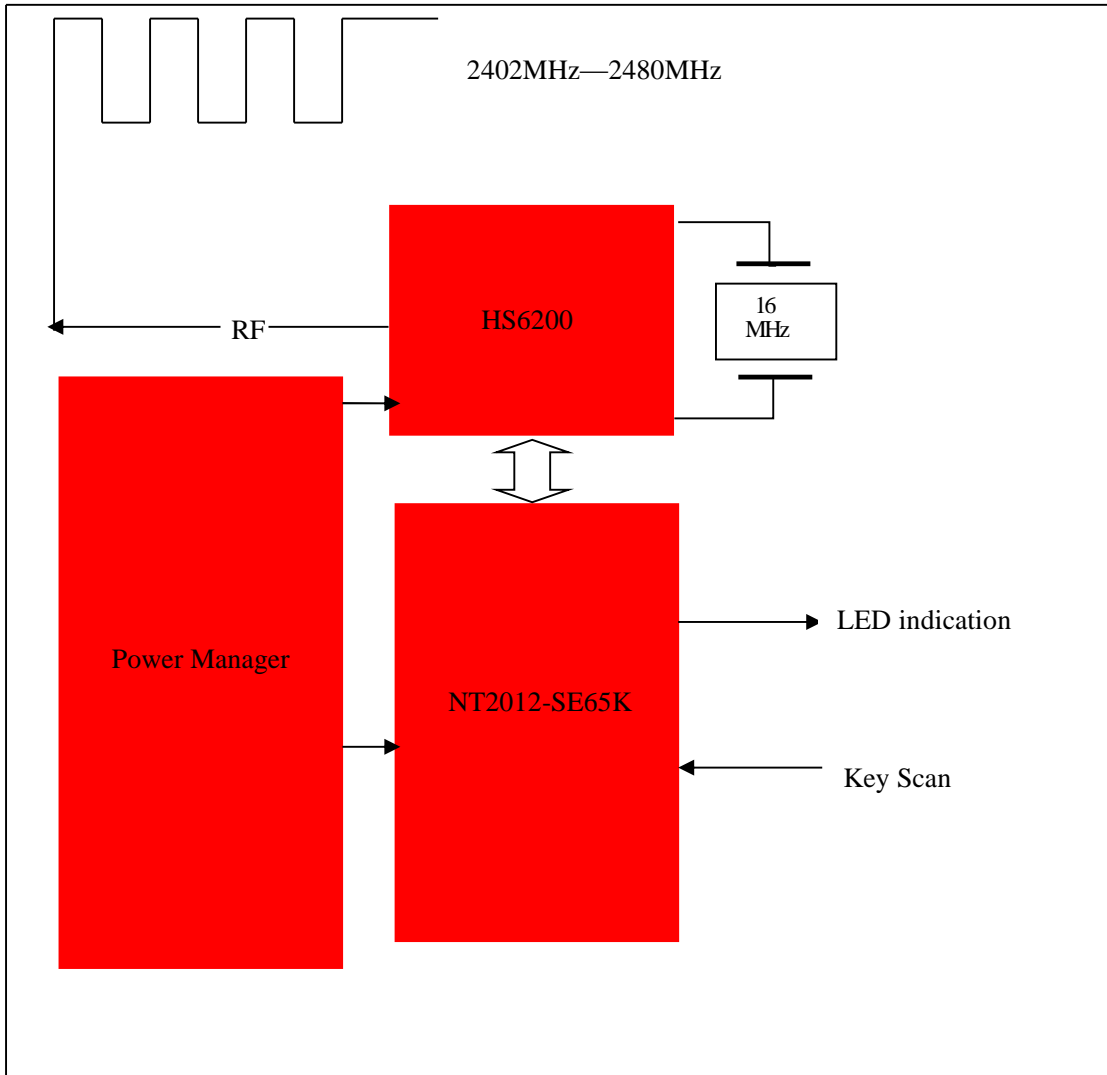 2402MHz—2480MHz
HS6200
16
MHz
RF
LED indication
Power Manager
NT2012-SE65K
Key Scan